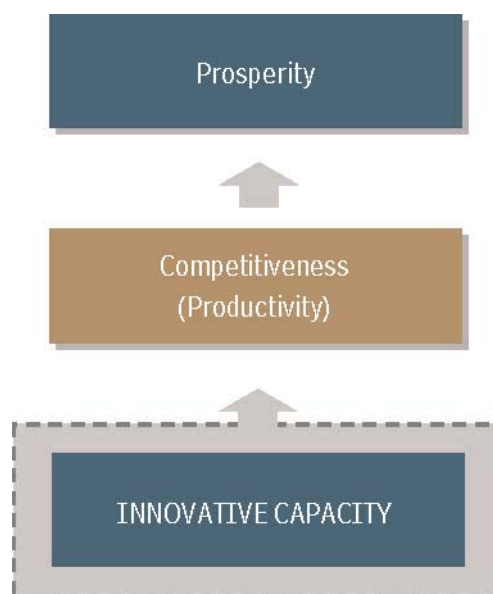 Prosperity
Competitiveness
(Productivity)
INNOVATIVE CAPACITY